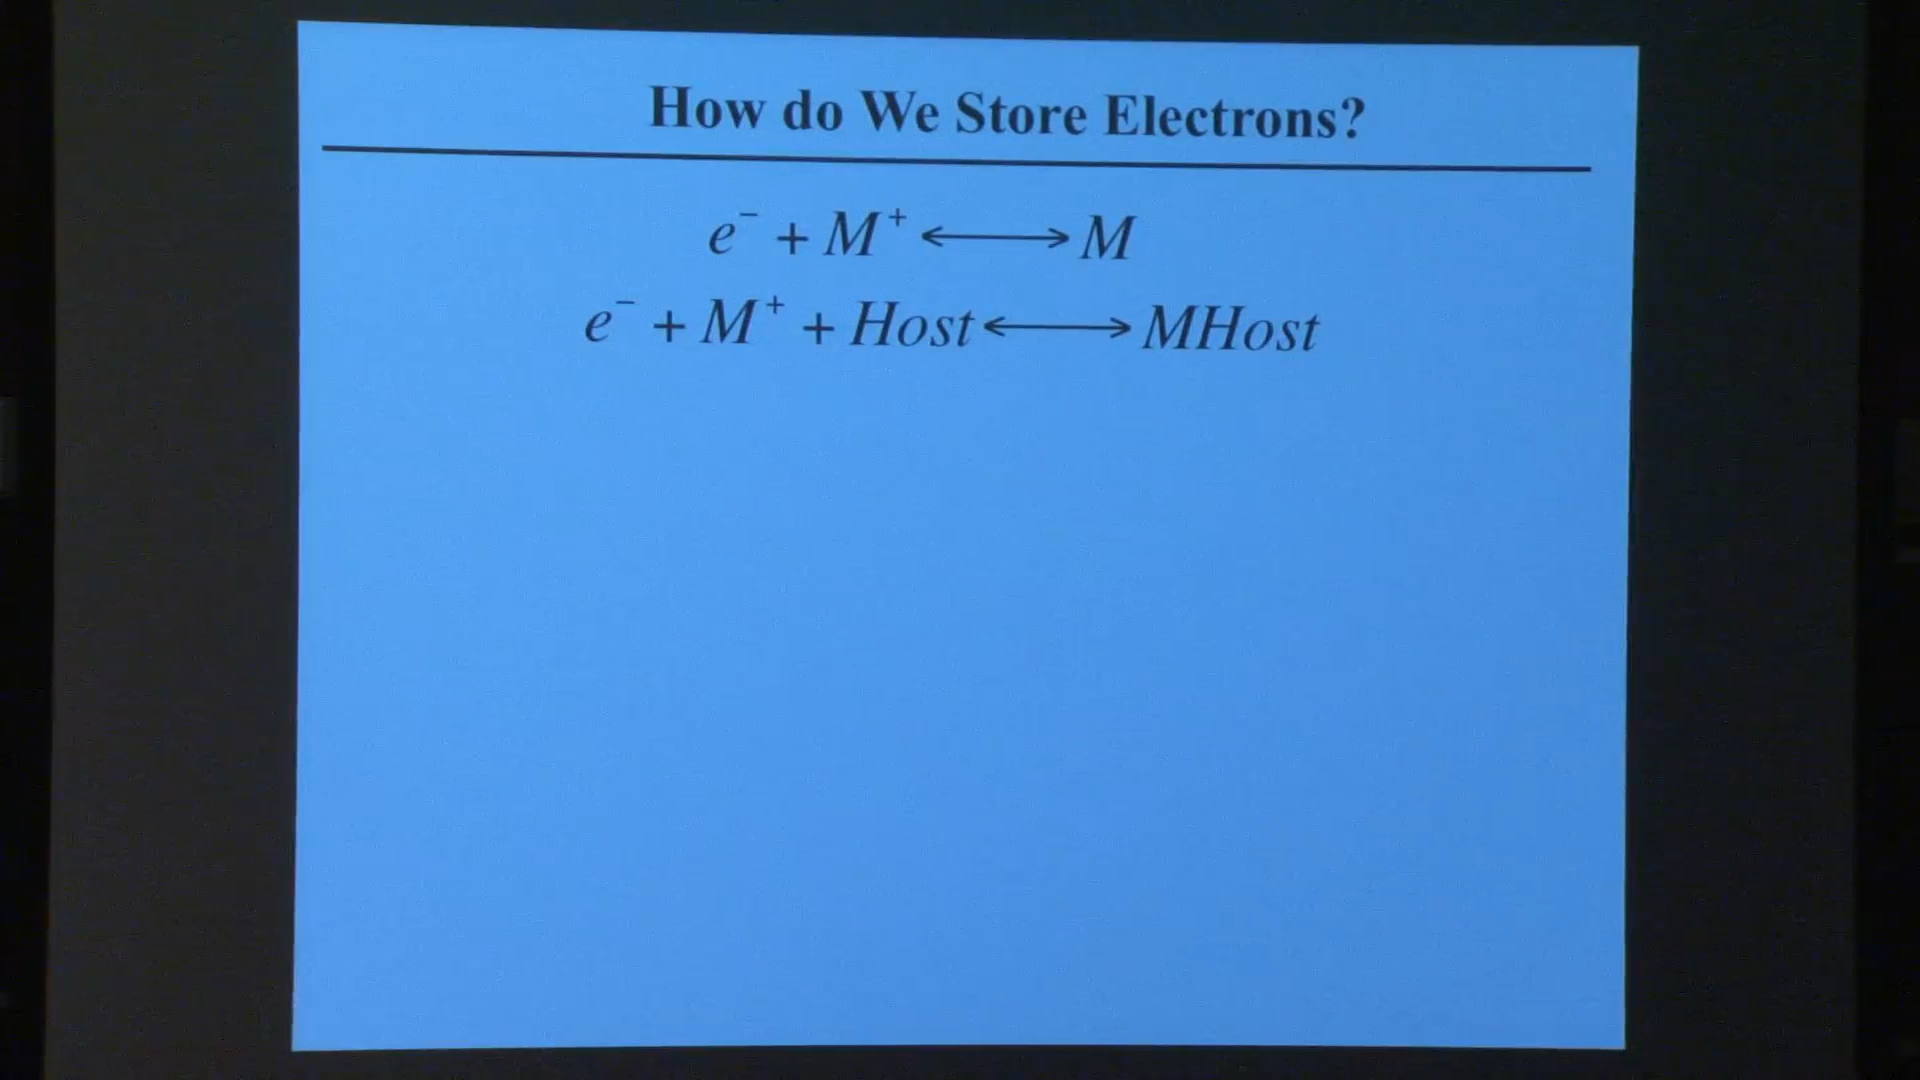 How do We Store Electrons?
e⁻ + M⁺ ⟷ M
e⁻ + M⁺ + Host ⟷ MHost